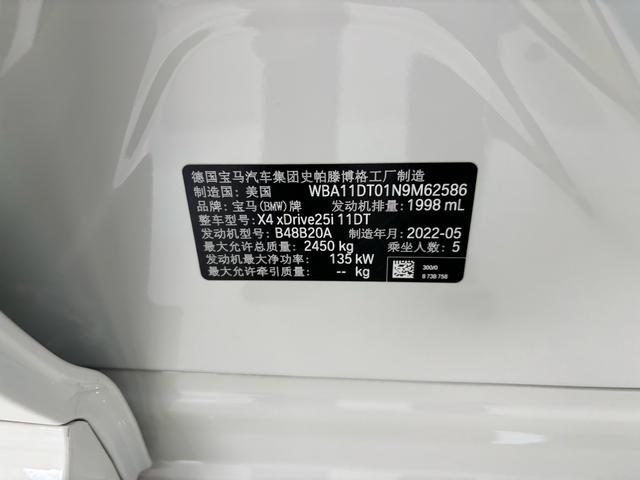 德国宝马汽车集团史帕滕博格工厂制造
制造国: 美国 WBA11DT01N9M62586
品牌: 宝马(BMW)牌 发动机排量: 1998 mL
整车型号: X4 xDrive25i 11DT
发动机型号: B48B20A 制造年月: 2022-05
最大允许总质量: 2450 kg 乘坐人数: 5
发动机最大净功率: 135 kW
最大允许牵引质量: -- kg
300/0
8 738 758